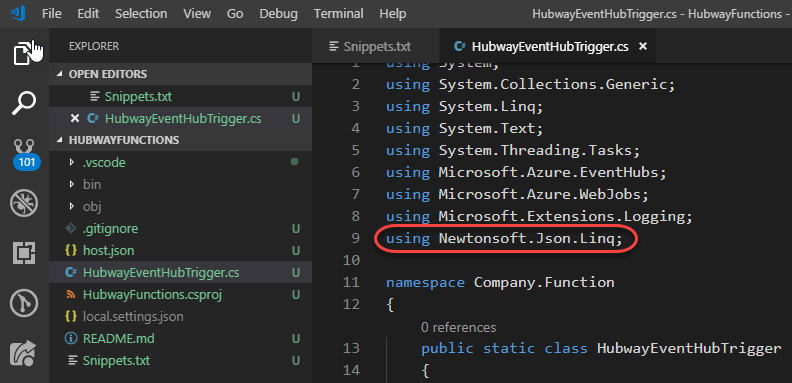 File Edit Selection View Go Debug Terminal Help HubwayEventHubTrigger.cs - HubwayFunctions -
EXPLORER
OPEN EDITORS
Snippets.txt U
HubwayEventHubTrigger.cs U
HUBWAYFUNCTIONS
.vscode
bin
obj
.gitignore U
host.json U
HubwayEventHubTrigger.cs U
HubwayFunctions.csproj U
local.settings.json
README.md U
Snippets.txt U
101
Snippets.txt HubwayEventHubTrigger.cs
1 using System;
2 using System.Collections.Generic;
3 using System.Linq;
4 using System.Text;
5 using System.Threading.Tasks;
6 using Microsoft.Azure.EventHubs;
7 using Microsoft.Azure.WebJobs;
8 using Microsoft.Extensions.Logging;
9 using Newtonsoft.Json.Linq;
10
11 namespace Company.Function
12 {
0 references
13 public static class HubwayEventHubTrigger
14 {